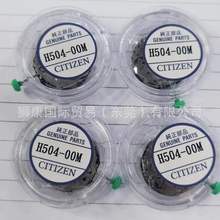 純正部品
GENUINE PARTS
H504-00M
CITIZEN
純正部品
GENUINE PARTS
H504-00M
CITIZEN
純正部品
GENUINE PARTS
H504-00M
CITIZEN
純正部品
GENUINE PARTS
H504-00M
CITIZEN